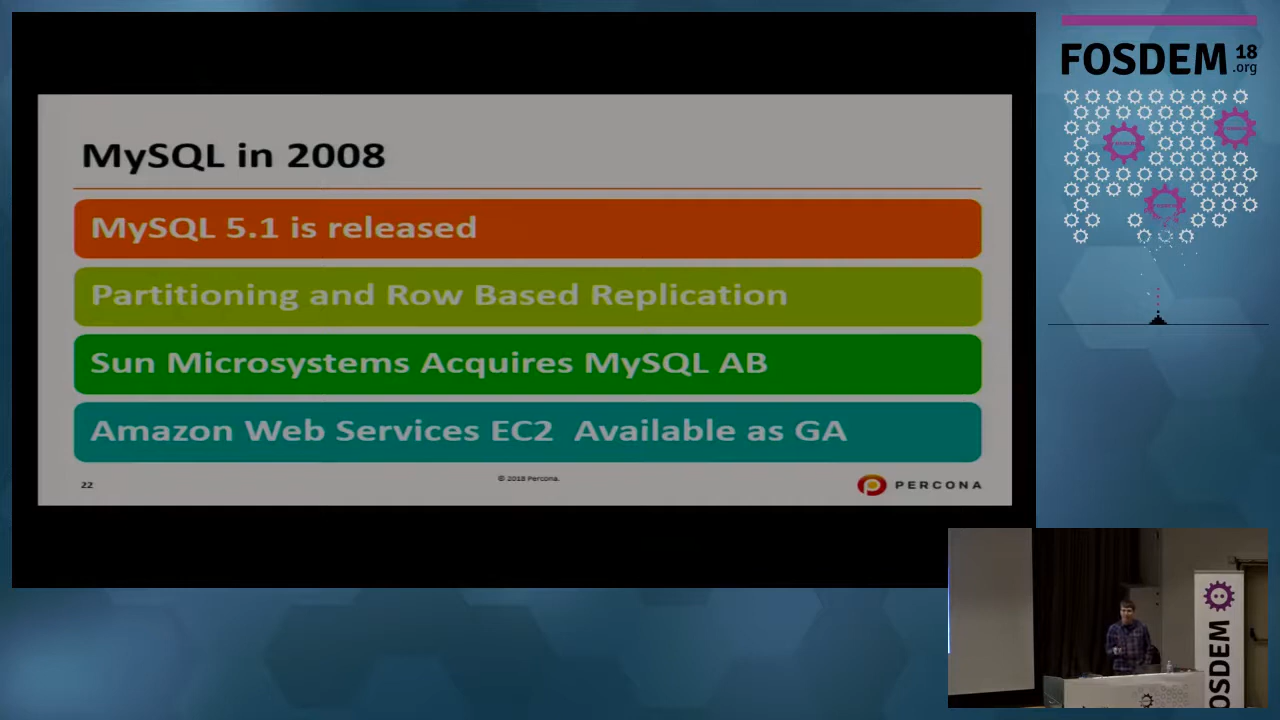 FOSDEM 18
.org
MySQL in 2008
MySQL 5.1 is released
Partitioning and Row Based Replication
Sun Microsystems Acquires MySQL AB
Amazon Web Services EC2  Available as GA
22
© 2018 Percona.
PERCONA
OSDEM